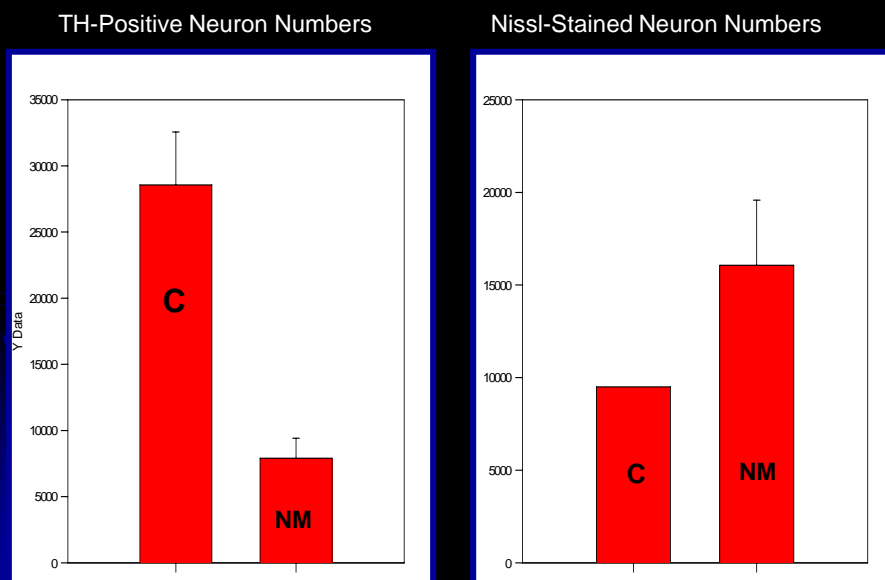 TH-Positive Neuron Numbers
35000
30000
25000
20000
15000
10000
5000
0
Y Data
C
NM
Nissl-Stained Neuron Numbers
25000
20000
15000
10000
5000
0
C
NM